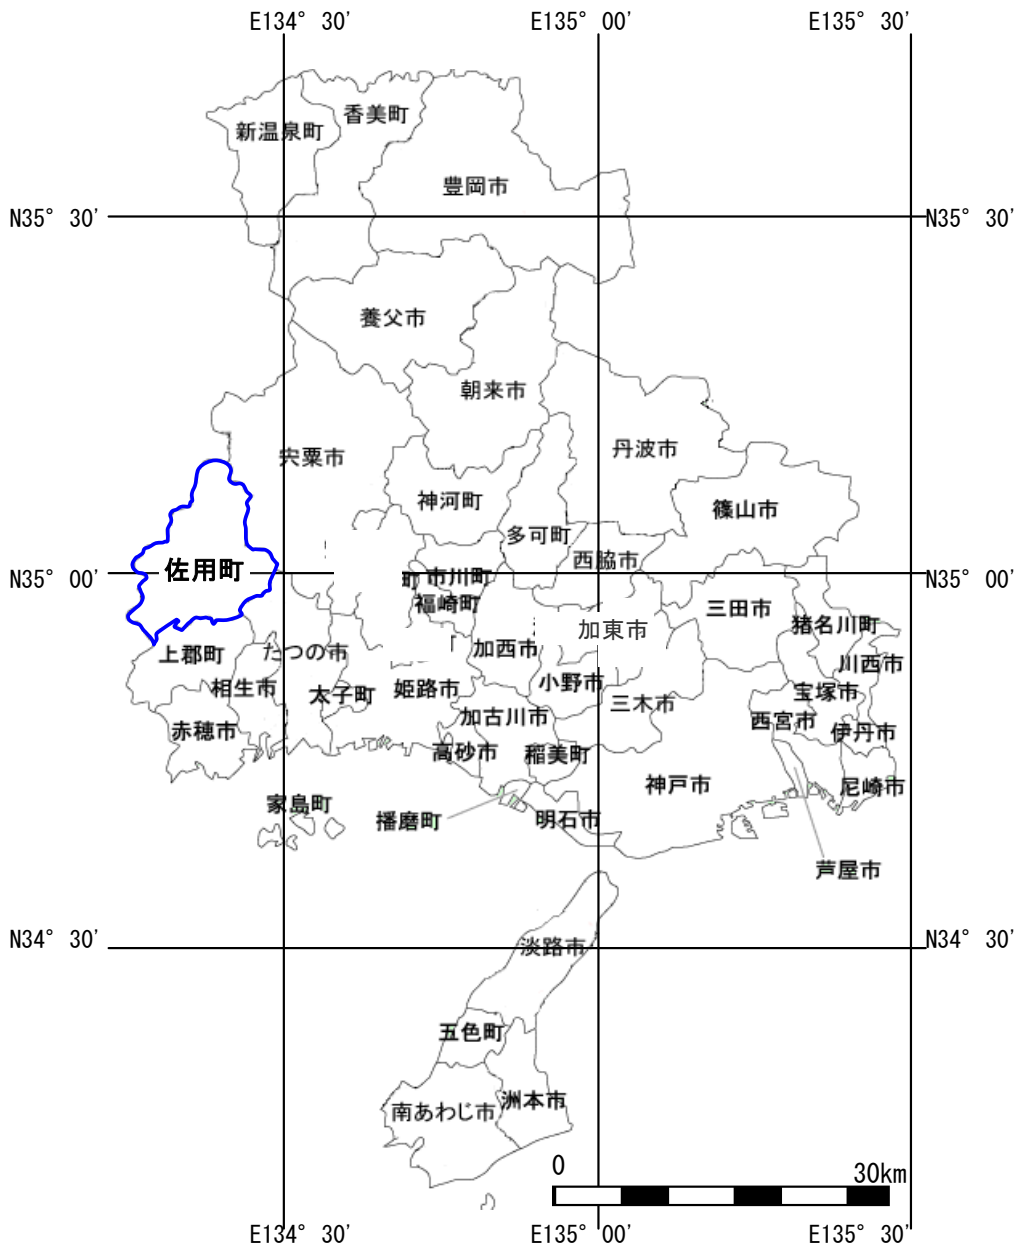 E134° 30'
E135° 00'
E135° 30'
香美町
新温泉町
豊岡市
N35° 30'
N35° 30'
養父市
朝来市
丹波市
宍粟市
神河町
篠山市
多可町
西脇市
佐用町
N35° 00'
町
市川町
N35° 00'
福崎町
三田市
猪名川町
加東市
加西市
上郡町
たつの市
川西市
相生市
太子町
姫路市
小野市
宝塚市
三木市
加古川市
西宮市
赤穂市
伊丹市
高砂市
稲美町
神戸市
尼崎市
家島町
播磨町
明石市
芦屋市
N34° 30'
淡路市
N34° 30'
五色町
洲本市
南あわじ市
0
30km
E134° 30'
E135° 00'
E135° 30'